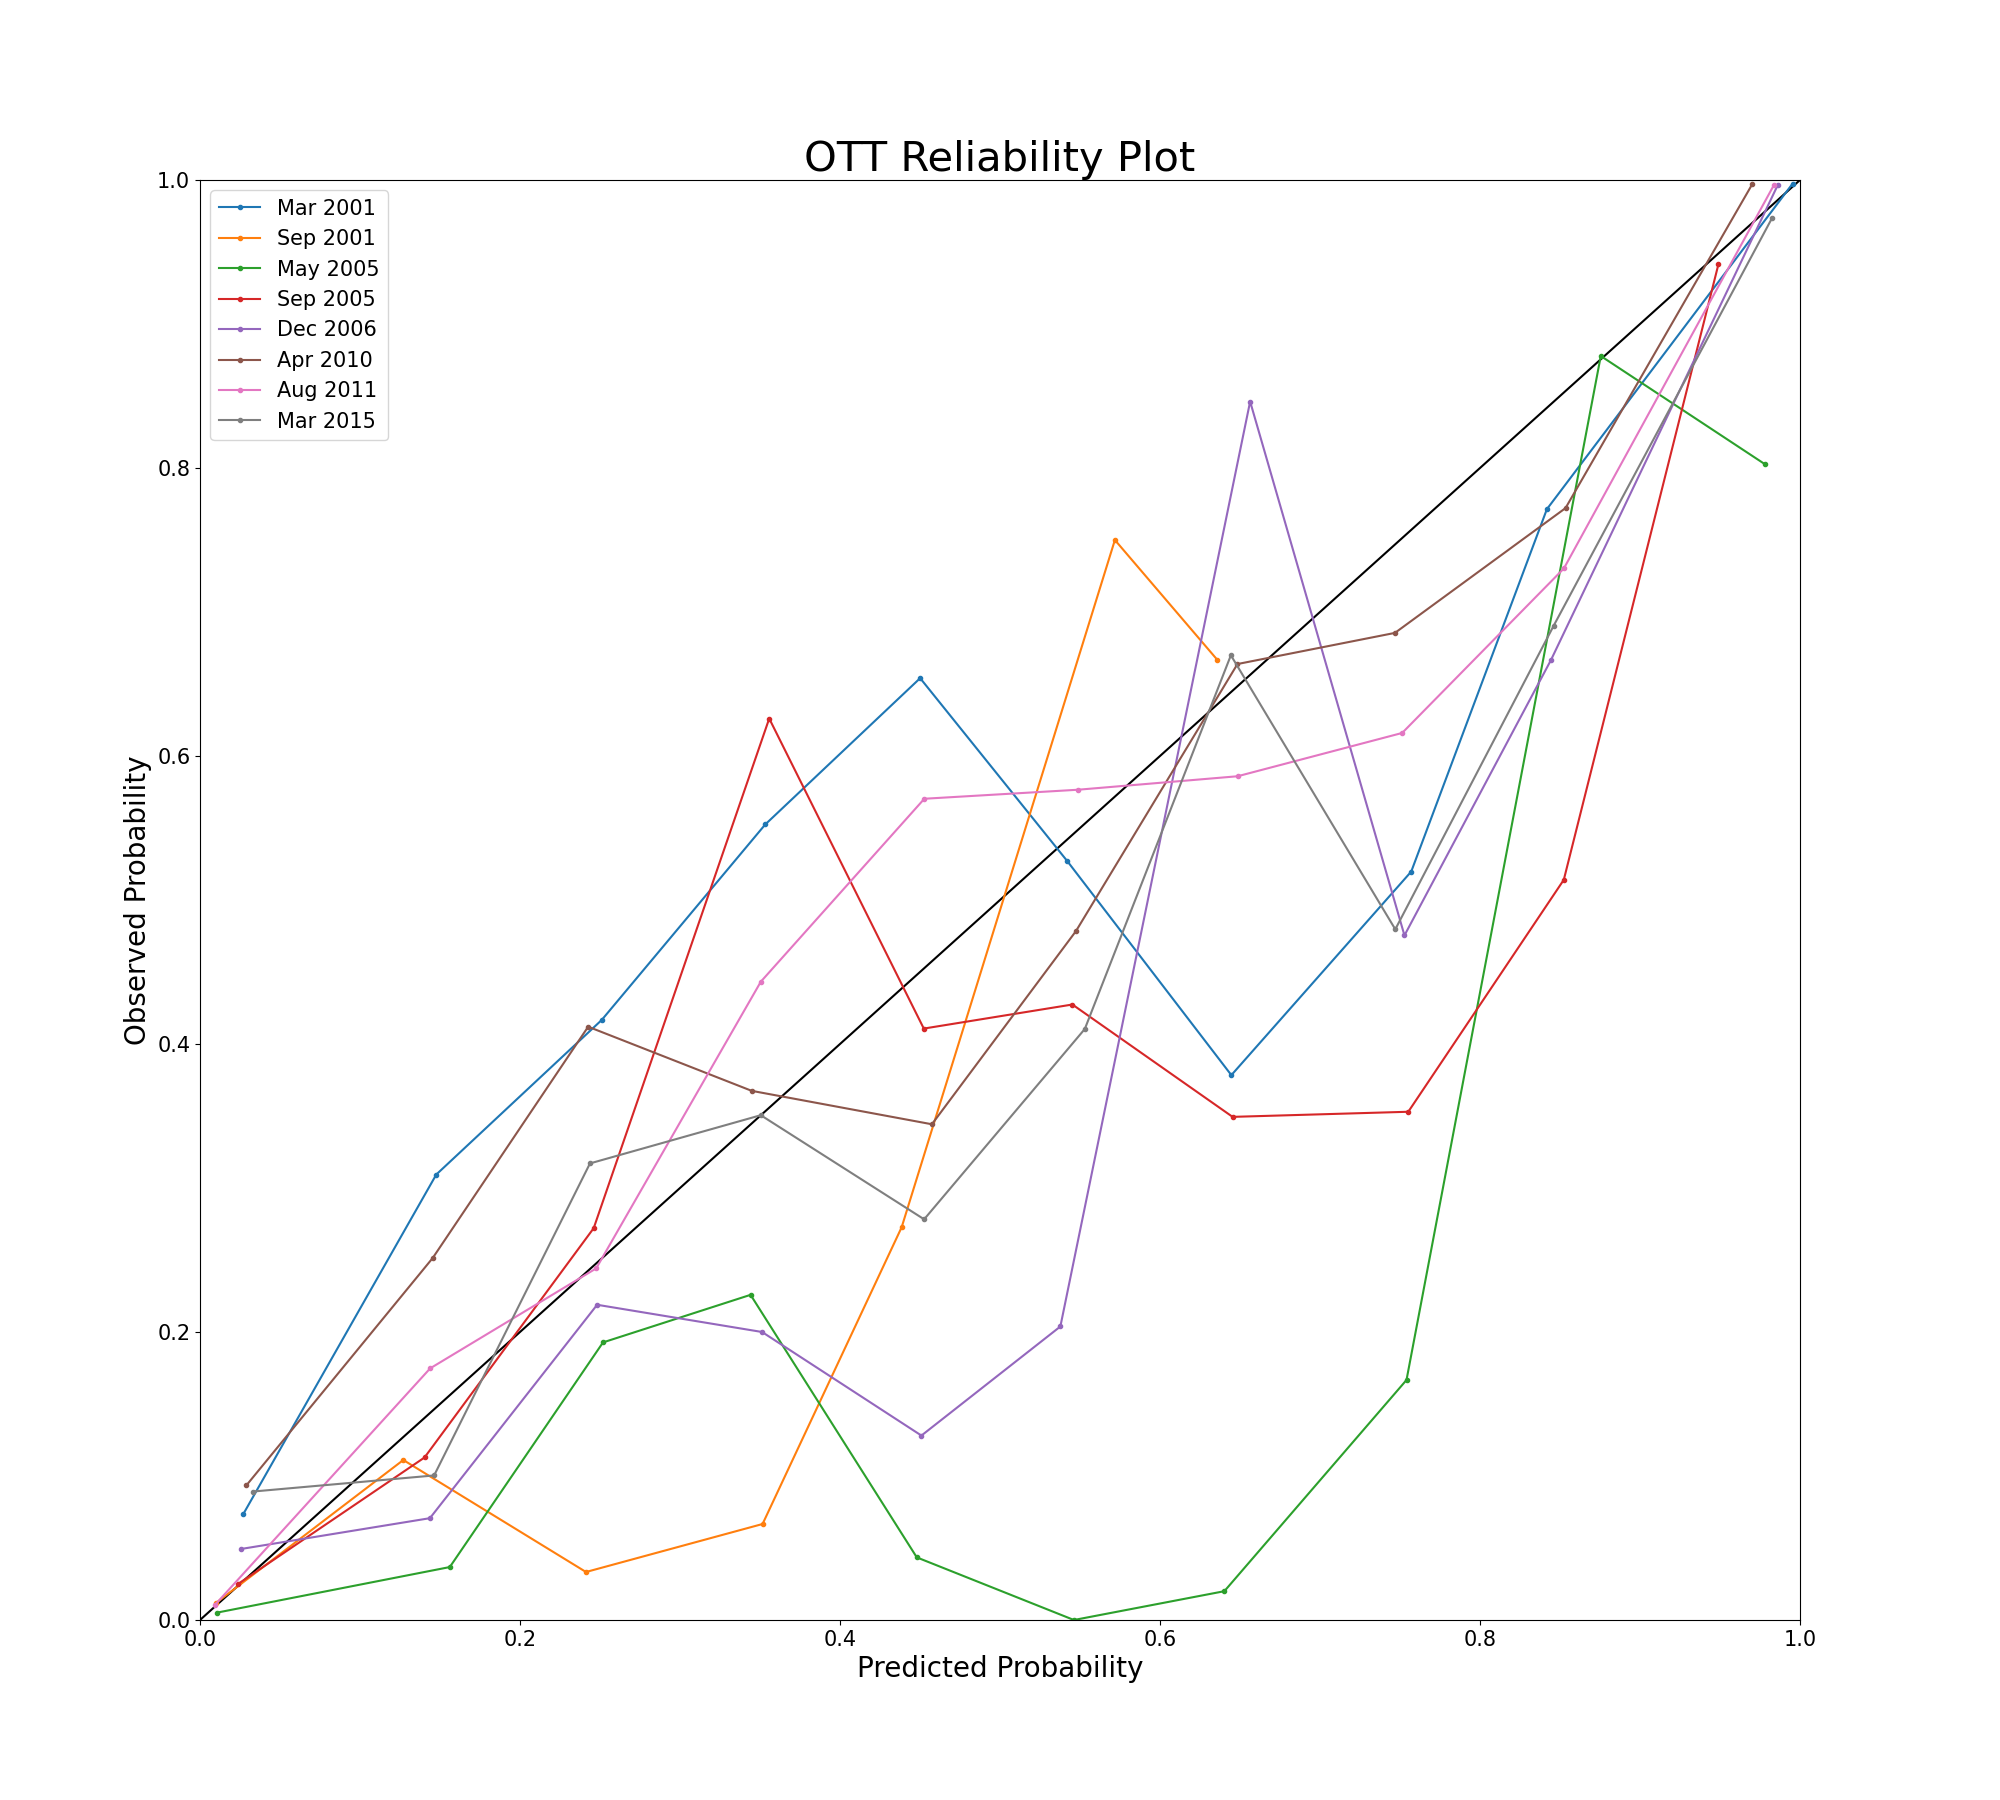 OTT Reliability Plot
Mar 2001
Sep 2001
May 2005
Sep 2005
Dec 2006
Apr 2010
Aug 2011
Mar 2015
1.0
0.8
0.6
0.4
0.2
0.0
Observed Probability
0.0 0.2 0.4 0.6 0.8 1.0
Predicted Probability